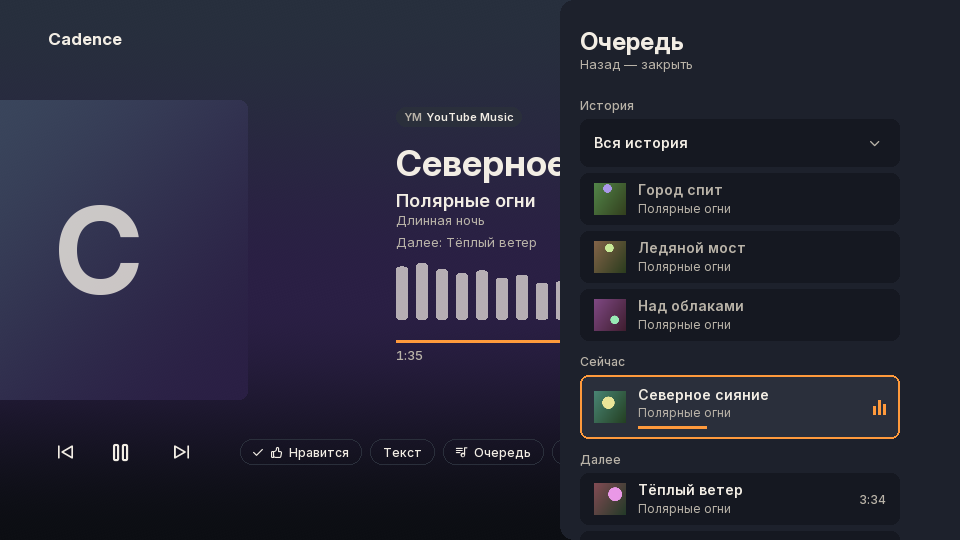 Cadence
C
YM YouTube Music
Северное
Полярные огни
Длинная ночь
Далее: Тёплый ветер
1:35
Нравится
Текст
Очередь
Очередь
Назад — закрыть
История
Вся история
Город спит
Полярные огни
Ледяной мост
Полярные огни
Над облаками
Полярные огни
Сейчас
Северное сияние
Полярные огни
Далее
Тёплый ветер
Полярные огни
3:34